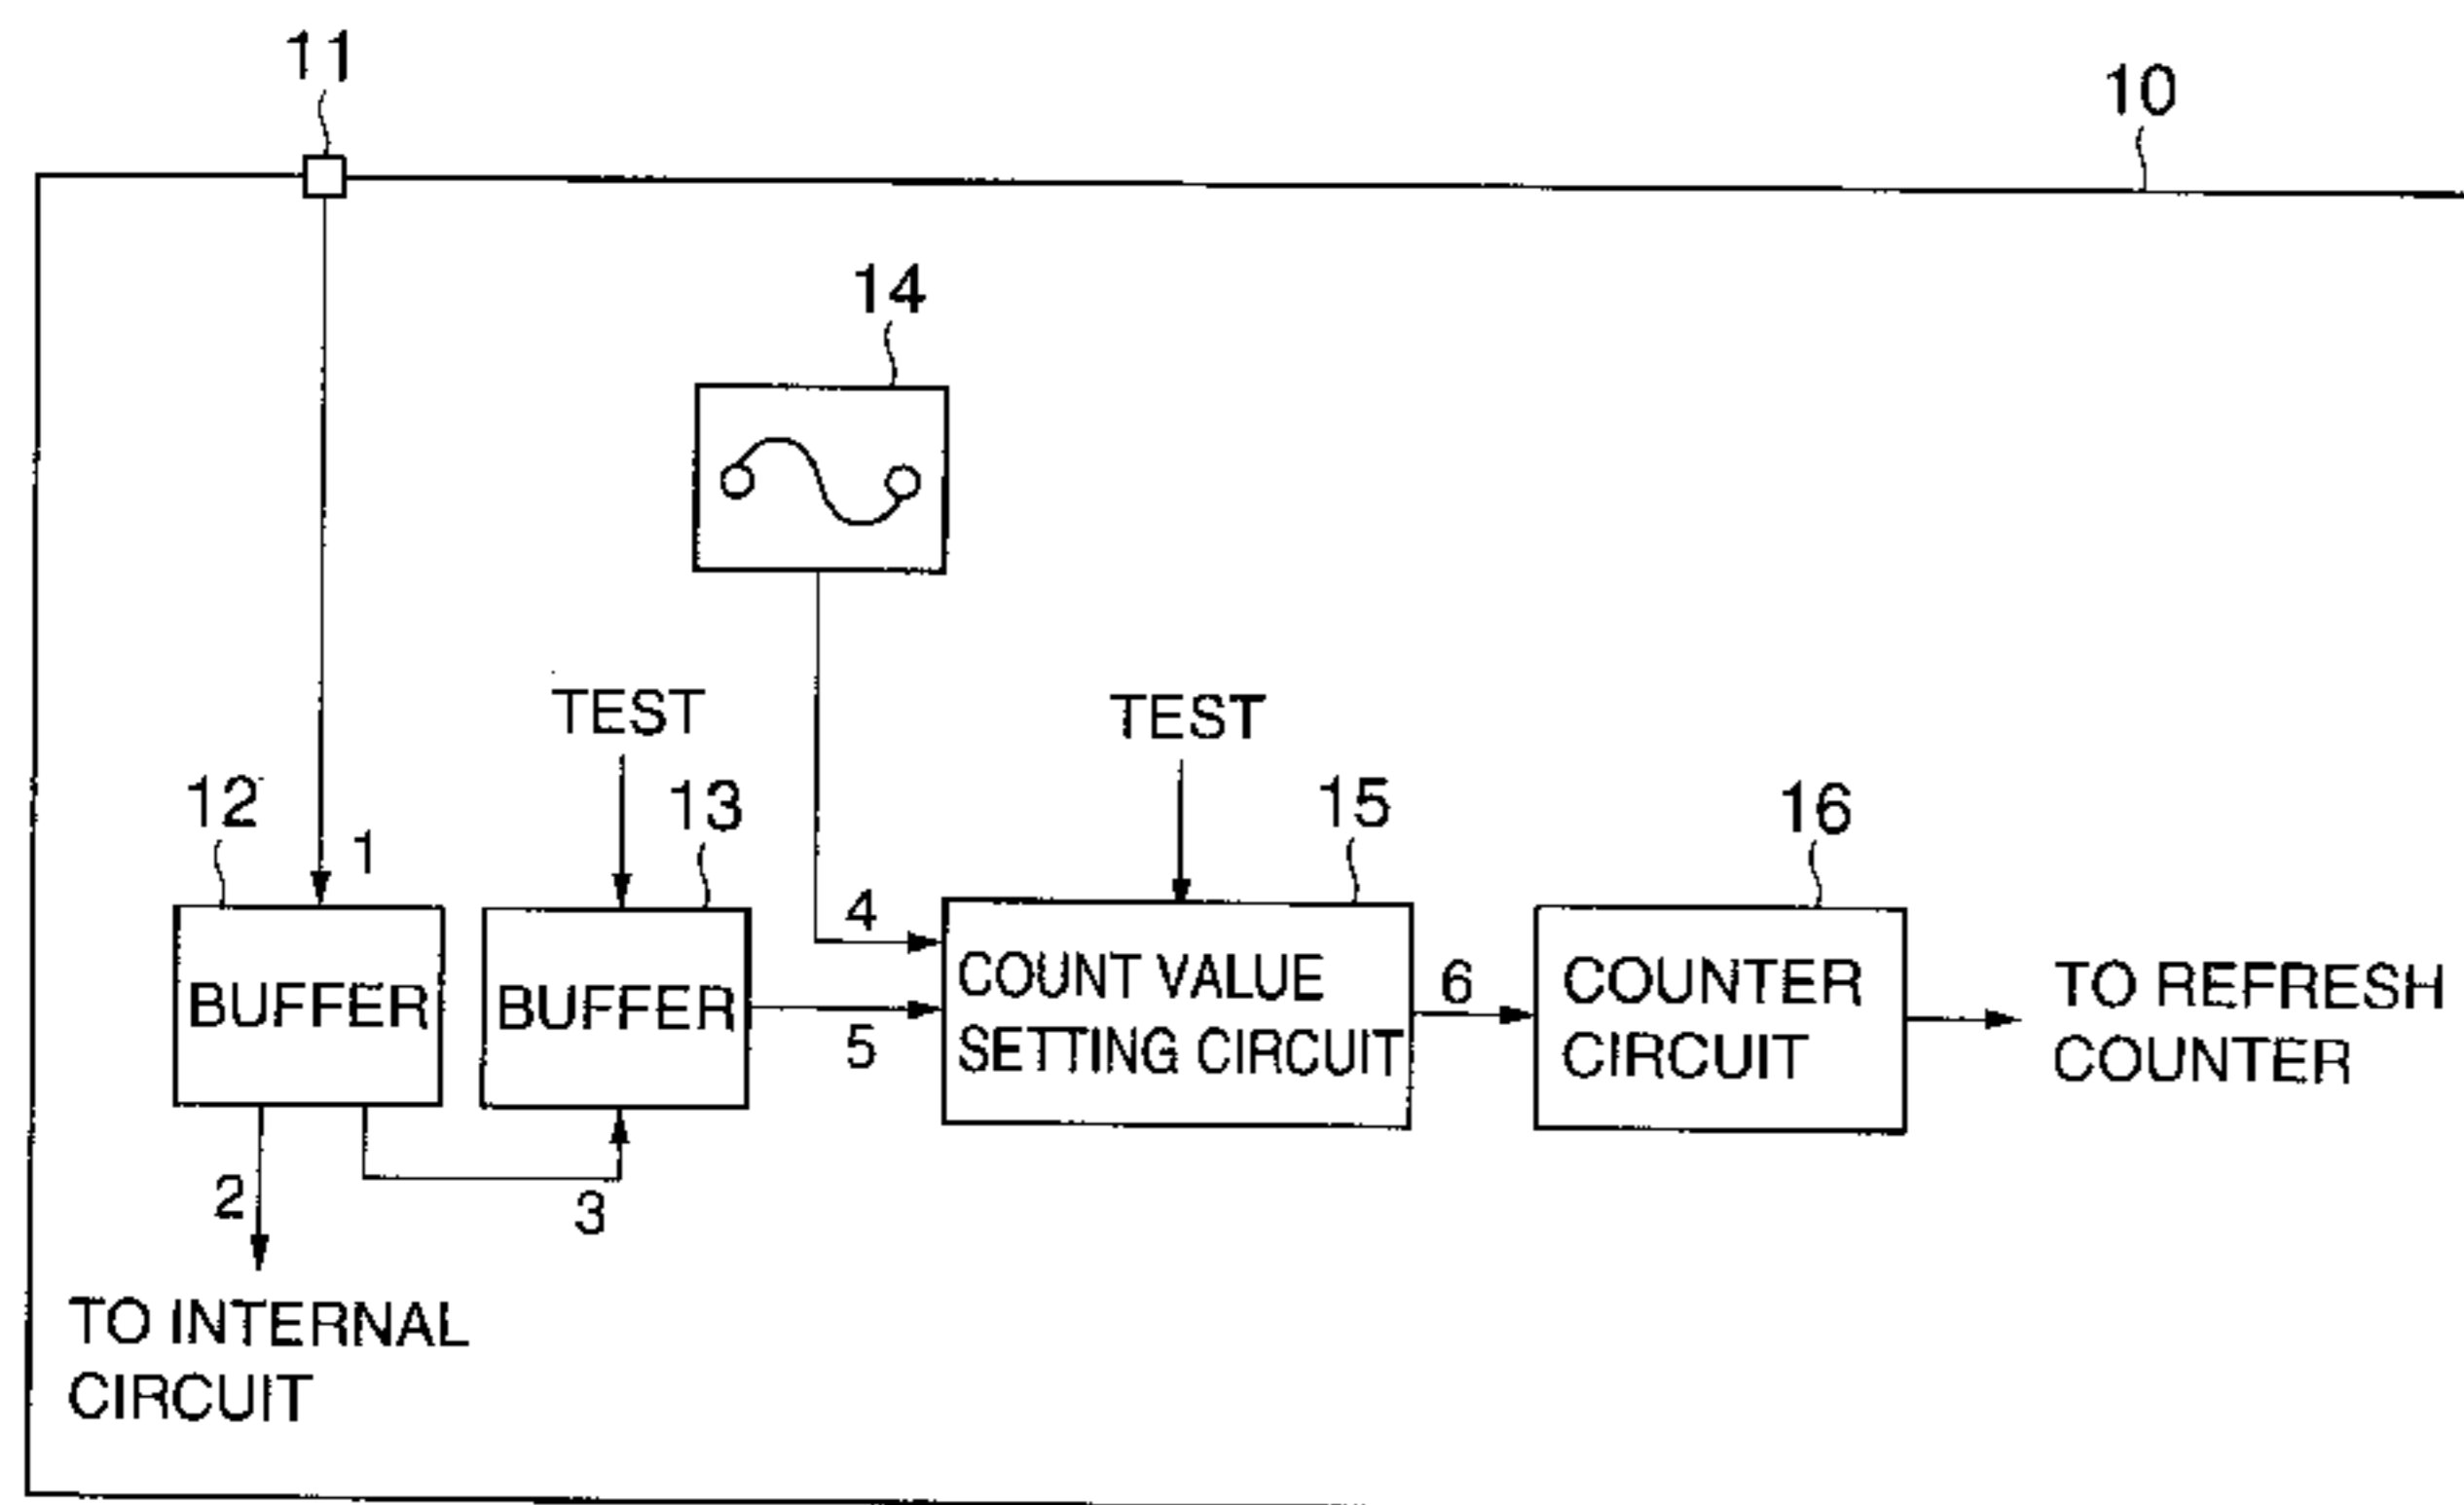 11
10
14
TEST
TEST
12
13
15
16
1
4
BUFFER
BUFFER
COUNT VALUE
SETTING CIRCUIT
6
COUNTER
CIRCUIT
TO REFRESH
COUNTER
5
2
3
TO INTERNAL
CIRCUIT